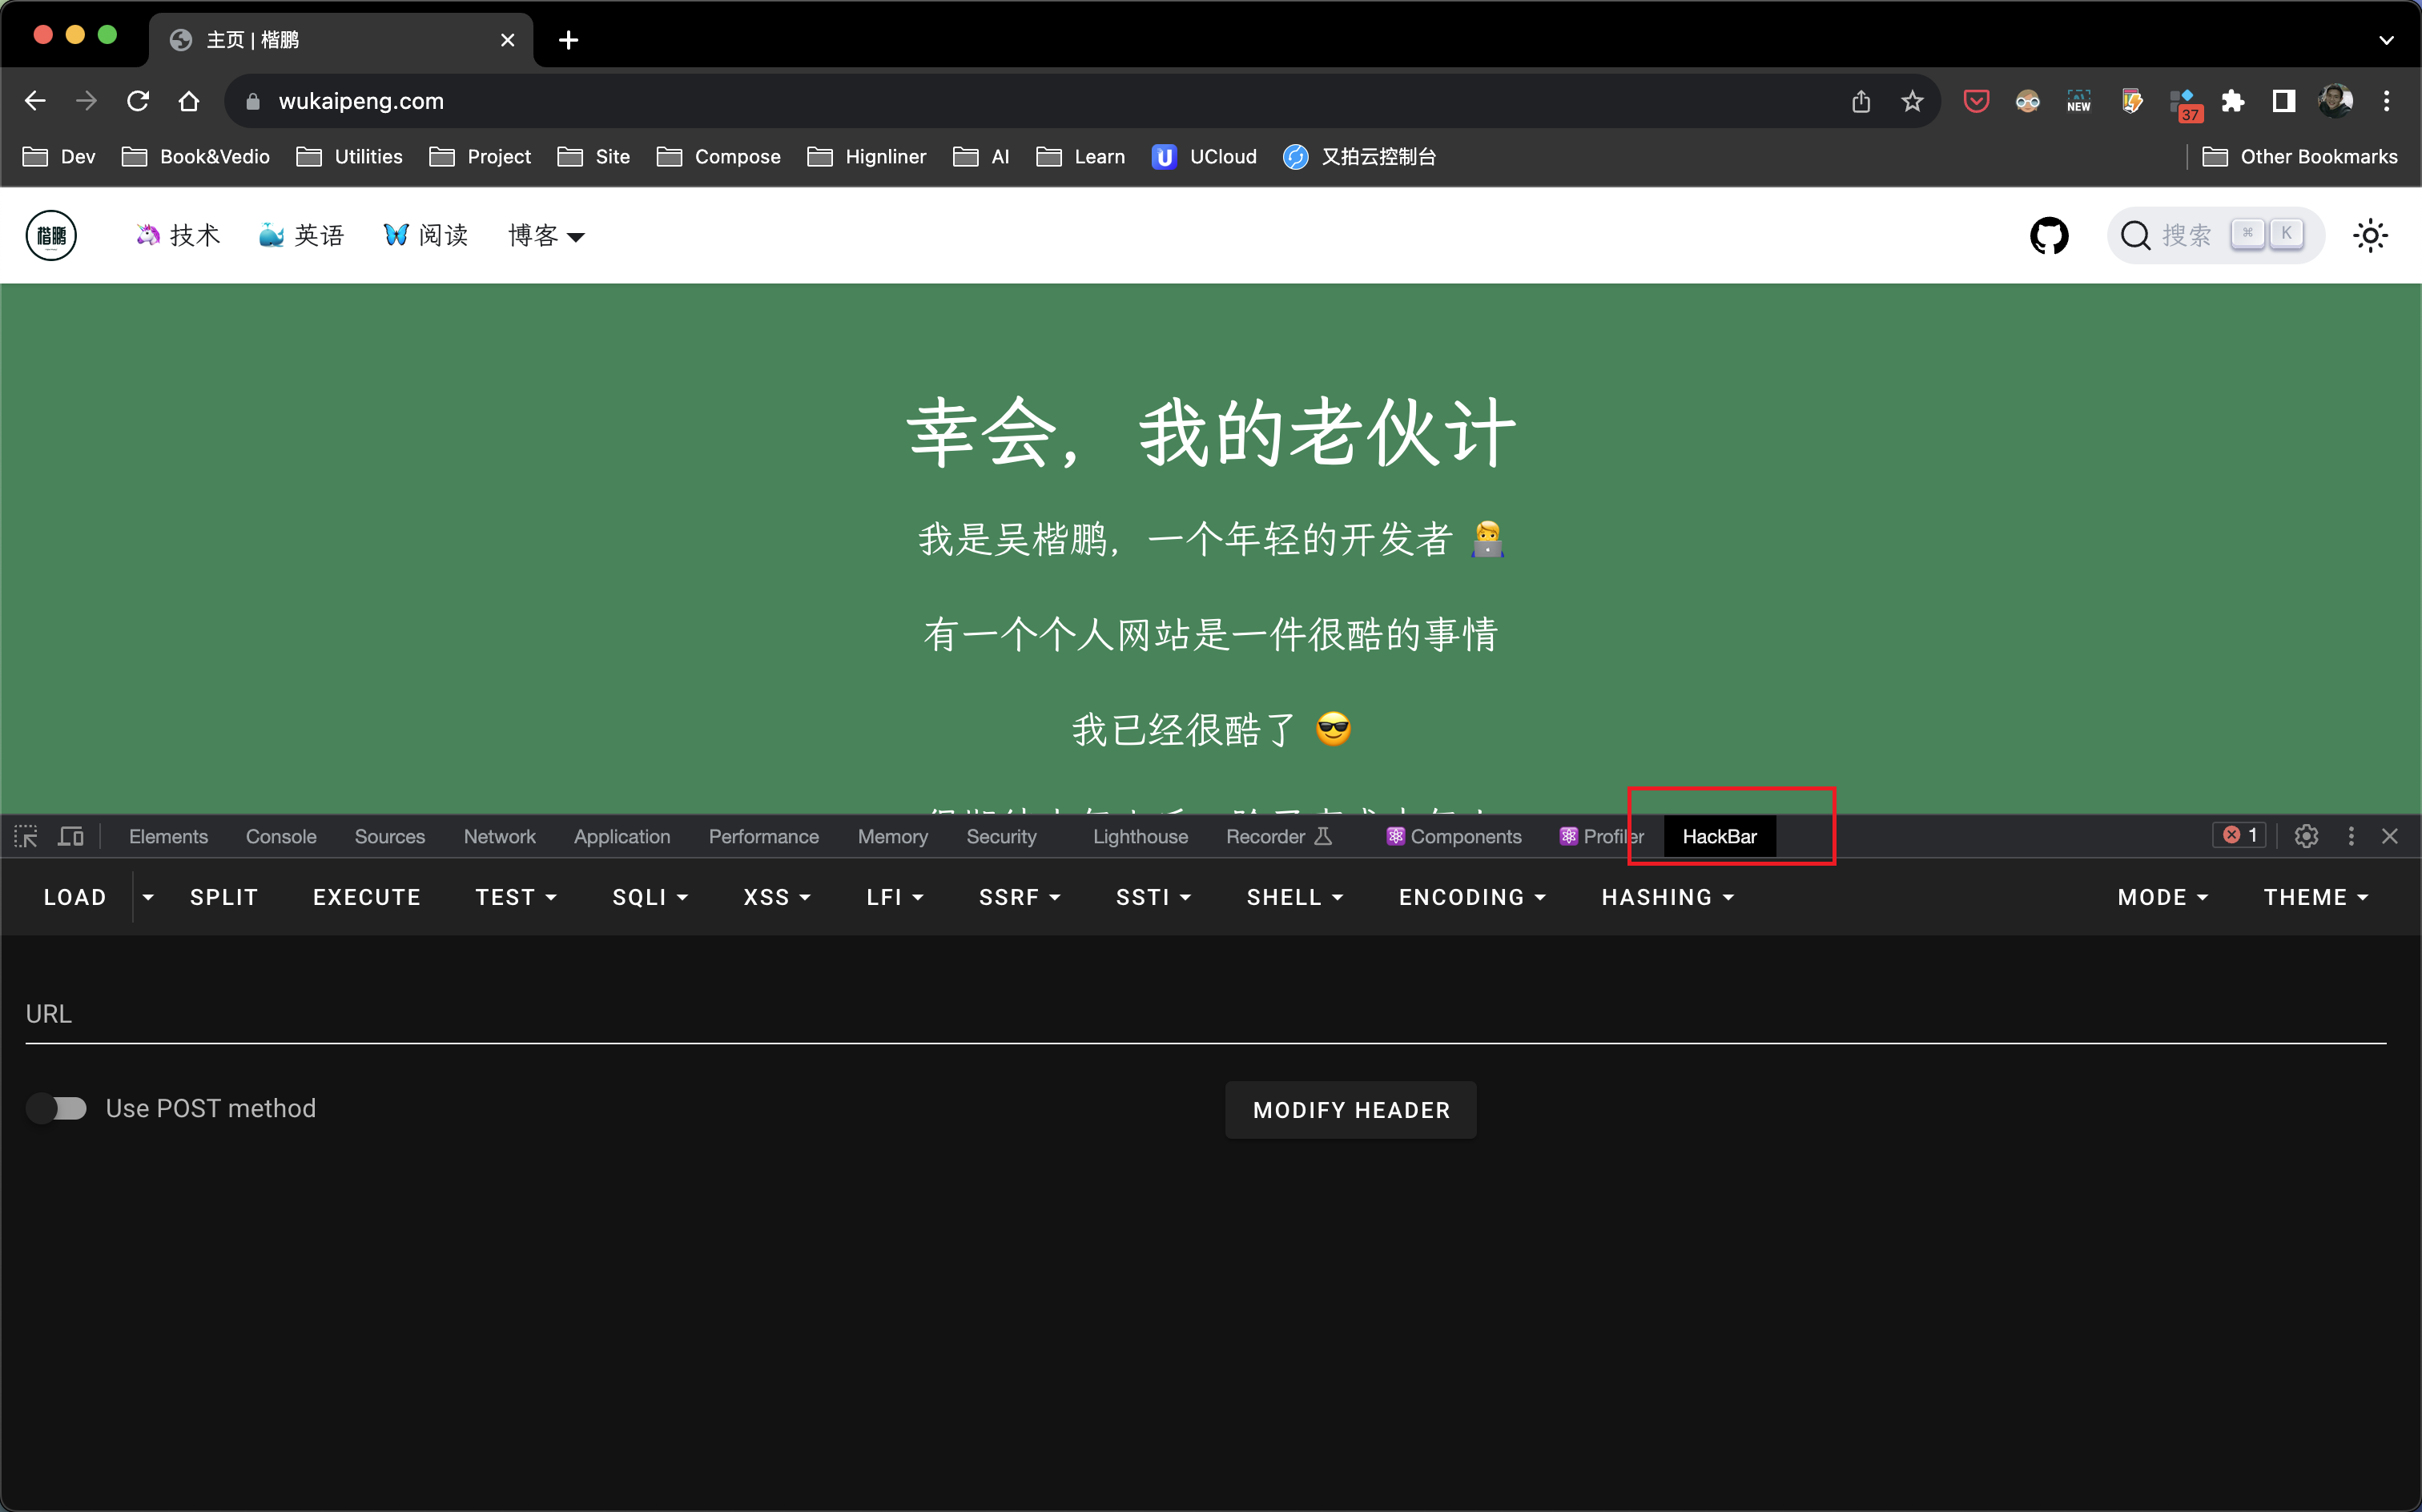 主页 | 楷鹏
wukaipeng.com
NEW
37
Dev Book&Vedio Utilities Project Site Compose Hignliner AI Learn UCloud 又拍云控制台 Other Bookmarks
楷鹏 技术 英语 阅读 博客 搜索 ⌘ K
幸会，我的老伙计
我是吴楷鹏，一个年轻的开发者
有一个个人网站是一件很酷的事情
我已经很酷了
Elements Console Sources Network Application Performance Memory Security Lighthouse Recorder Components Profiler HackBar 1
LOAD SPLIT EXECUTE TEST SQLI XSS LFI SSRF SSTI SHELL ENCODING HASHING MODE THEME
URL
Use POST method MODIFY HEADER